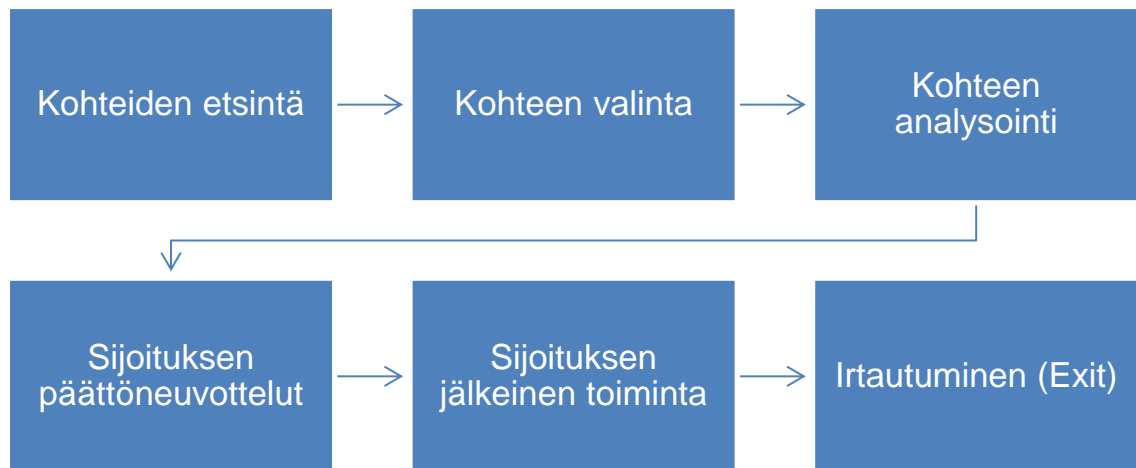 Kohteiden etsintä
Kohteen valinta
Kohteen
analysointi
Sijoituksen
päättöneuvottelut
Sijoituksen
jälkeinen toiminta
Irtautuminen (Exit)